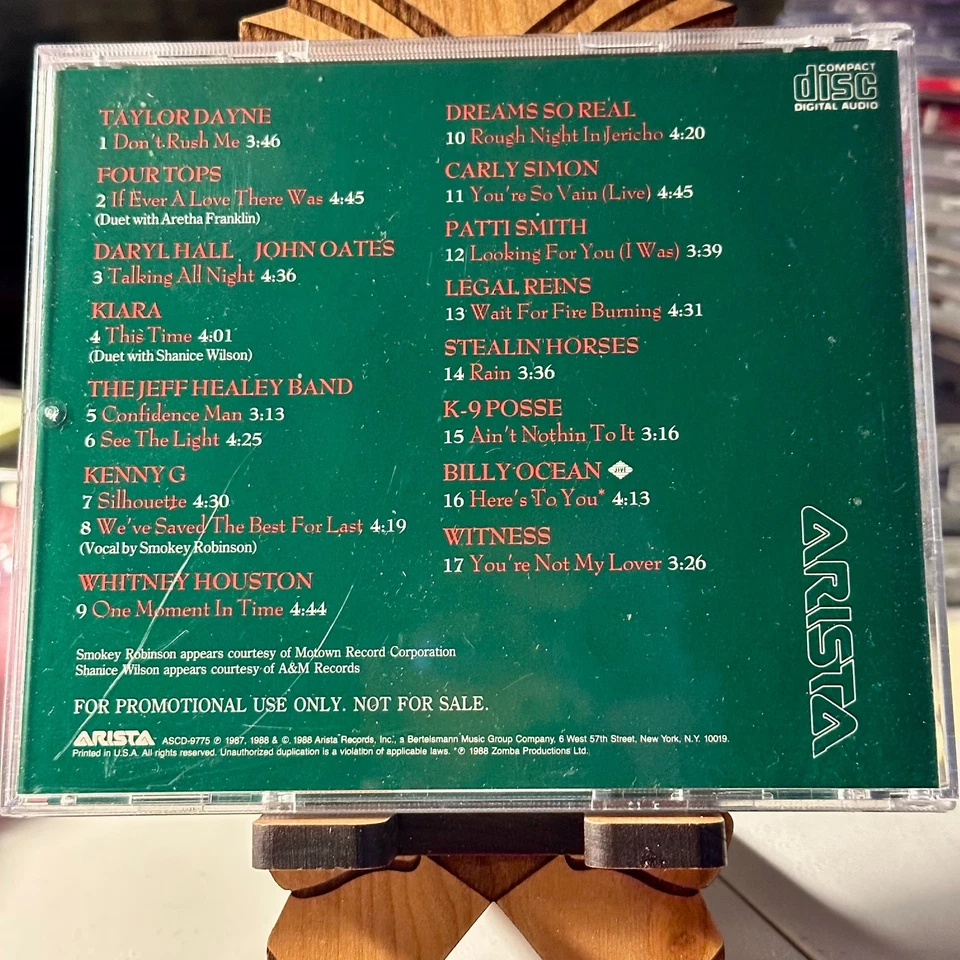 TAYLOR DAYNE
1 Don't Rush Me 3:46
FOUR TOPS
2 If Ever A Love There Was 4:45
(Duet with Aretha Franklin)
DARYL HALL JOHN OATES
3 Talking All Night 4:36
KIARA
4 This Time 4:01
(Duet with Shanice Wilson)
THE JEFF HEALEY BAND
5 Confidence Man 3:13
6 See The Light 4:25
KENNY G
7 Silhouette 4:30
8 We've Saved The Best For Last 4:19
(Vocal by Smokey Robinson)
WHITNEY HOUSTON
9 One Moment In Time 4:44
DREAMS SO REAL
10 Rough Night In Jericho 4:20
CARLY SIMON
11 You're So Vain (Live) 4:45
PATTI SMITH
12 Looking For You (I Was) 3:39
LEGAL REINS
13 Wait For Fire Burning 4:31
STEALIN HORSES
14 Rain 3:36
K-9 POSSE
15 Ain't Nothin To It 3:16
BILLY OCEAN JIVE
16 Here's To You* 4:13
WITNESS
17 You're Not My Lover 3:26
COMPACT
disc
DIGITAL AUDIO
ARISTA
Smokey Robinson appears courtesy of Motown Record Corporation
Shanice Wilson appears courtesy of A&M Records
FOR PROMOTIONAL USE ONLY. NOT FOR SALE.
ARISTA ASCD-9775 ℗ 1987, 1988 & © 1988 Arista Records, Inc., a Bertelsmann Music Group Company, 6 West 57th Street, New York, N.Y. 10019.
Printed in U.S.A. All rights reserved. Unauthorized duplication is a violation of applicable laws. *℗ 1988 Zomba Productions Ltd.